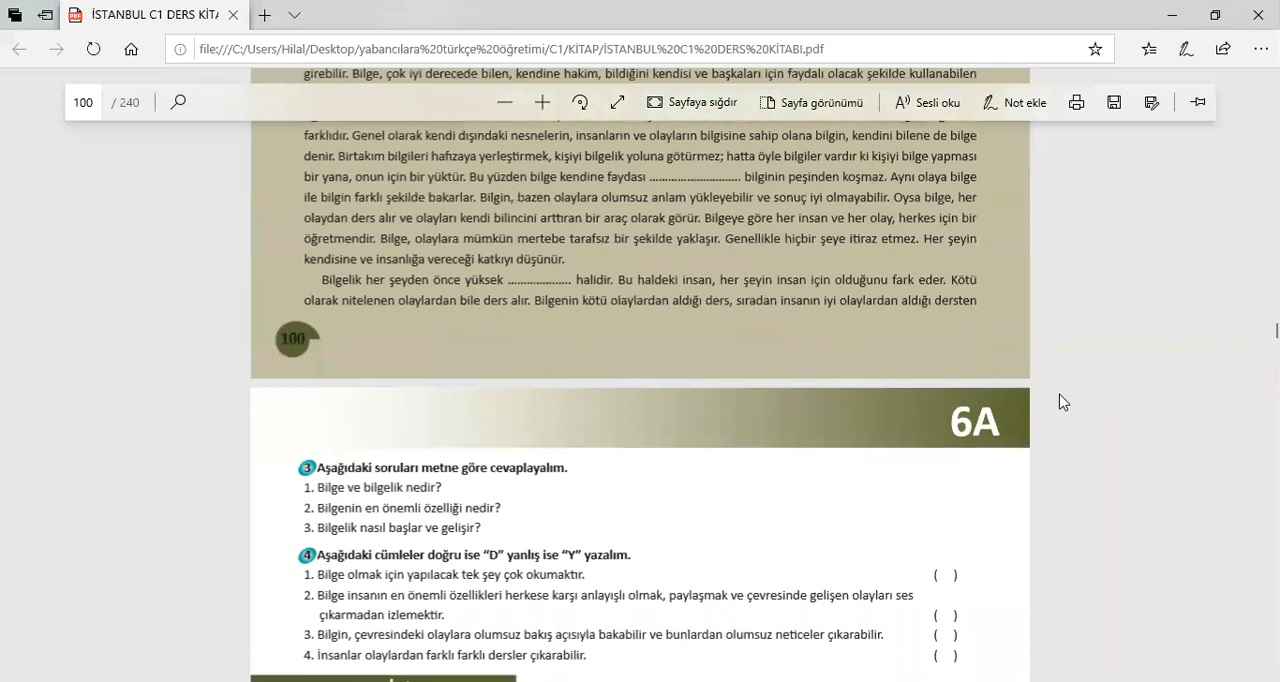 İSTANBUL C1 DERS KİTA
file:///C:/Users/Hilal/Desktop/yabancılara%20türkçe%20öğretimi/C1/KİTAP/İSTANBUL%20C1%20DERS%20KİTABI.pdf
girebilir. Bilge, çok iyi derecede bilen, kendine hakim, bildiğini kendisi ve başkaları için faydalı olacak şekilde kullanabilen
100 / 240 Sayfaya sığdır Sayfa görünümü Sesli oku Not ekle
farklıdır. Genel olarak kendi dışındaki nesnelerin, insanların ve olayların bilgisine sahip olana bilgin, kendini bilene de bilge
denir. Birtakım bilgileri hafızaya yerleştirmek, kişiyi bilgelik yoluna götürmez; hatta öyle bilgiler vardır ki kişiyi bilge yapması
bir yana, onun için bir yüktür. Bu yüzden bilge kendine faydası ............................ bilginin peşinden koşmaz. Aynı olaya bilge
ile bilgin farklı şekilde bakarlar. Bilgin, bazen olaylara olumsuz anlam yükleyebilir ve sonuç iyi olmayabilir. Oysa bilge, her
olaydan ders alır ve olayları kendi bilincini arttıran bir araç olarak görür. Bilgeye göre her insan ve her olay, herkes için bir
öğretmendir. Bilge, olaylara mümkün mertebe tarafsız bir şekilde yaklaşır. Genellikle hiçbir şeye itiraz etmez. Her şeyin
kendisine ve insanlığa vereceği katkıyı düşünür.
Bilgelik her şeyden önce yüksek ................... halidir. Bu haldeki insan, her şeyin insan için olduğunu fark eder. Kötü
olarak nitelenen olaylardan bile ders alır. Bilgenin kötü olaylardan aldığı ders, sıradan insanın iyi olaylardan aldığı dersten
100
6A
3 Aşağıdaki soruları metne göre cevaplayalım.
1. Bilge ve bilgelik nedir?
2. Bilgenin en önemli özelliği nedir?
3. Bilgelik nasıl başlar ve gelişir?
4 Aşağıdaki cümleler doğru ise “D” yanlış ise “Y” yazalım.
1. Bilge olmak için yapılacak tek şey çok okumaktır. ( )
2. Bilge insanın en önemli özellikleri herkese karşı anlayışlı olmak, paylaşmak ve çevresinde gelişen olayları ses
çıkarmadan izlemektir. ( )
3. Bilgin, çevresindeki olaylara olumsuz bakış açısıyla bakabilir ve bunlardan olumsuz neticeler çıkarabilir. ( )
4. İnsanlar olaylardan farklı farklı dersler çıkarabilir. ( )